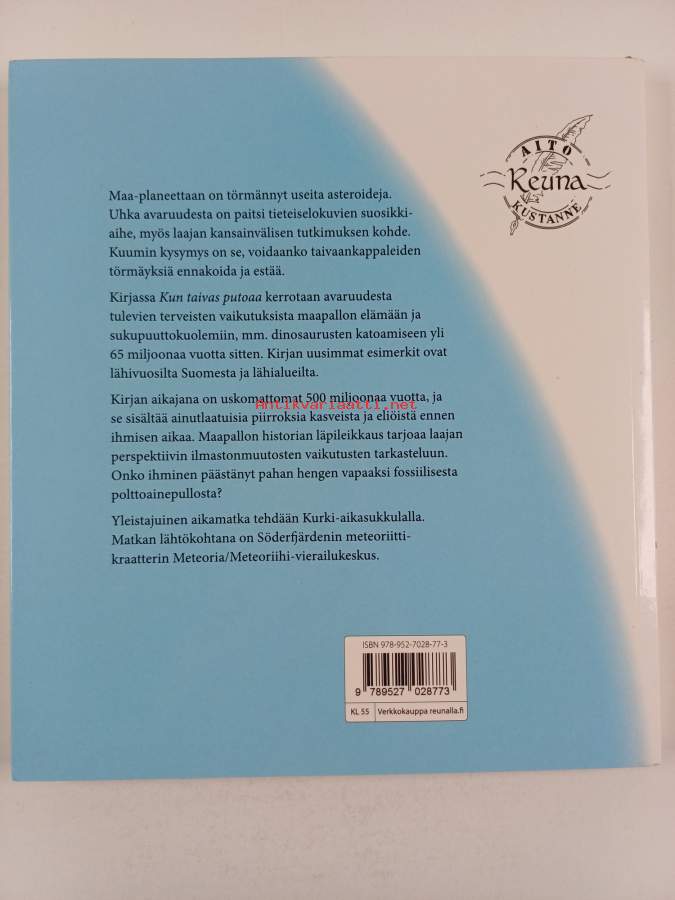 AITO
Reuna
KUSTANNE
Maa-planeettaan on törmännyt useita asteroideja.
Uhka avaruudesta on paitsi tieteiselokuvien suosikki-
aihe, myös laajan kansainvälisen tutkimuksen kohde.
Kuumin kysymys on se, voidaanko taivaankappaleiden
törmäyksiä ennakoida ja estää.
Kirjassa Kun taivas putoaa kerrotaan avaruudesta
tulevien terveisten vaikutuksista maapallon elämään ja
sukupuuttokuolemiin, mm. dinosaurusten katoamiseen yli
65 miljoonaa vuotta sitten. Kirjan uusimmat esimerkit ovat
lähivuosilta Suomesta ja lähialueilta.
Kirjan aikajana on uskomattomat 500 miljoonaa vuotta, ja
Antikvariaatti.net
se sisältää ainutlaatuisia piirroksia kasveista ja eliöistä ennen
ihmisen aikaa. Maapallon historian läpileikkaus tarjoaa laajan
perspektiivin ilmastonmuutosten vaikutusten tarkasteluun.
Onko ihminen päästänyt pahan hengen vapaaksi fossiilisesta
polttoainepullosta?
Yleistajuinen aikamatka tehdään Kurki-aikasukkulalla.
Matkan lähtökohtana on Söderfjärdenin meteoriitti-
kraatterin Meteoria/Meteoriihi-vierailukeskus.
ISBN 978-952-7028-77-3
9 789527 028773
KL 55 Verkkokauppa reunalla.fi